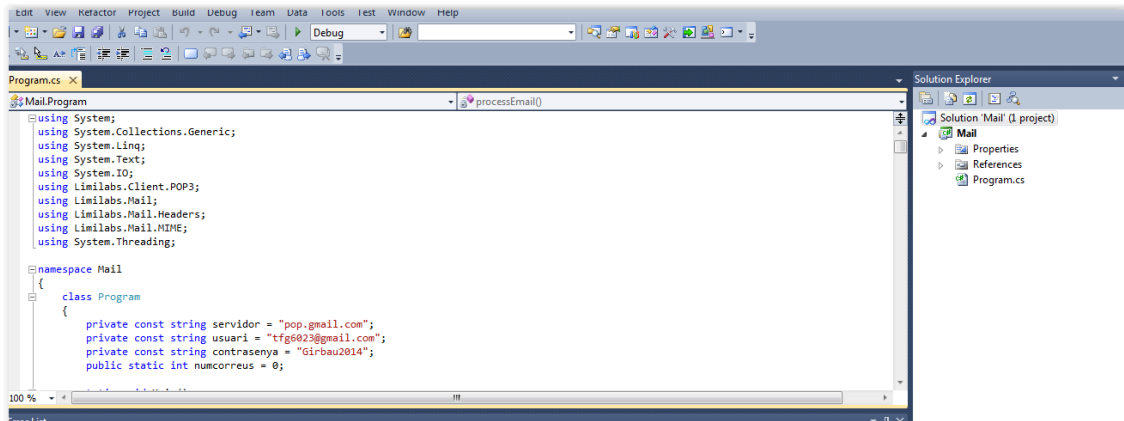 Edit View Refactor Project Build Debug Team Data Tools Test Window Help
Debug
Program.cs X
Mail.Program
processEmail()
using System;
using System.Collections.Generic;
using System.Linq;
using System.Text;
using System.IO;
using Limilabs.Client.POP3;
using Limilabs.Mail;
using Limilabs.Mail.Headers;
using Limilabs.Mail.MIME;
using System.Threading;
namespace Mail
{
class Program
{
private const string servidor = "pop.gmail.com";
private const string usuari = "tfg6023@gmail.com";
private const string contrasenya = "Girbau2014";
public static int numcorreus = 0;
100 %
Solution Explorer
Solution 'Mail' (1 project)
Mail
Properties
References
Program.cs